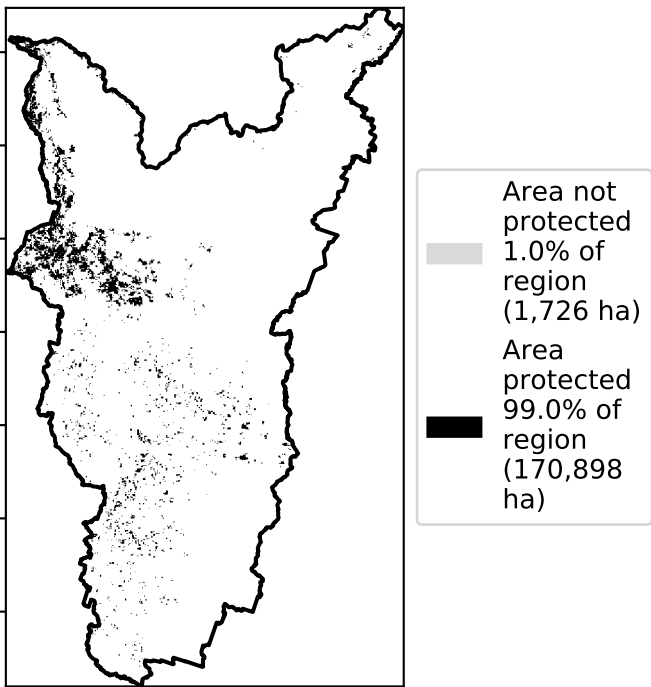 Area not
protected
1.0% of
region
(1,726 ha)
Area
protected
99.0% of
region
(170,898
ha)